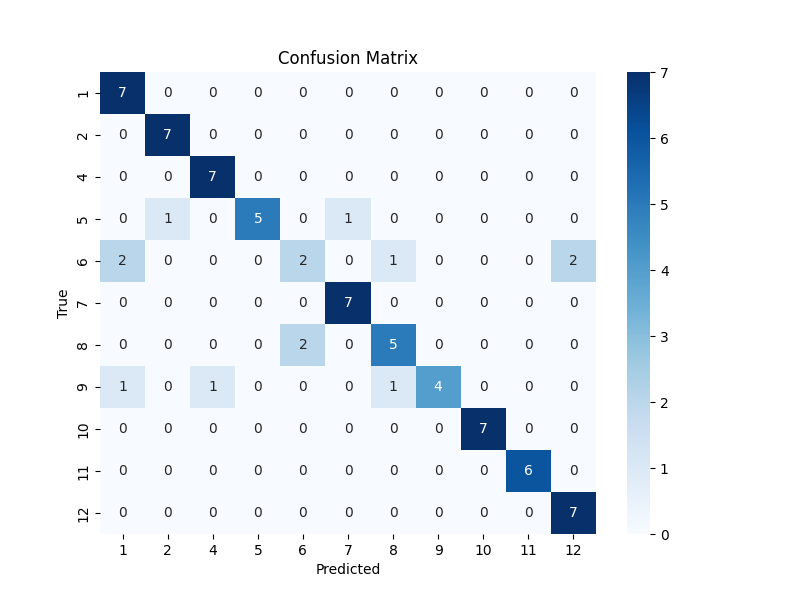 Confusion Matrix
True
1 7 0 0 0 0 0 0 0 0 0 0
2 0 7 0 0 0 0 0 0 0 0 0
4 0 0 7 0 0 0 0 0 0 0 0
5 0 1 0 5 0 1 0 0 0 0 0
6 2 0 0 0 2 0 1 0 0 0 2
7 0 0 0 0 0 7 0 0 0 0 0
8 0 0 0 0 2 0 5 0 0 0 0
9 1 0 1 0 0 0 1 4 0 0 0
10 0 0 0 0 0 0 0 0 7 0 0
11 0 0 0 0 0 0 0 0 0 6 0
12 0 0 0 0 0 0 0 0 0 0 7
1 2 4 5 6 7 8 9 10 11 12
Predicted
7
6
5
4
3
2
1
0